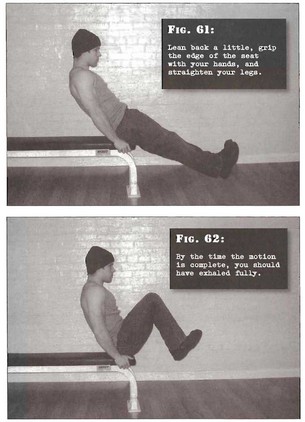 FIG. 61:
Lean back a little, grip
the edge of the seat
with your hands, and
straighten your legs.
FIG. 62:
By the time the motion
is complete, you should
have exhaled fully.